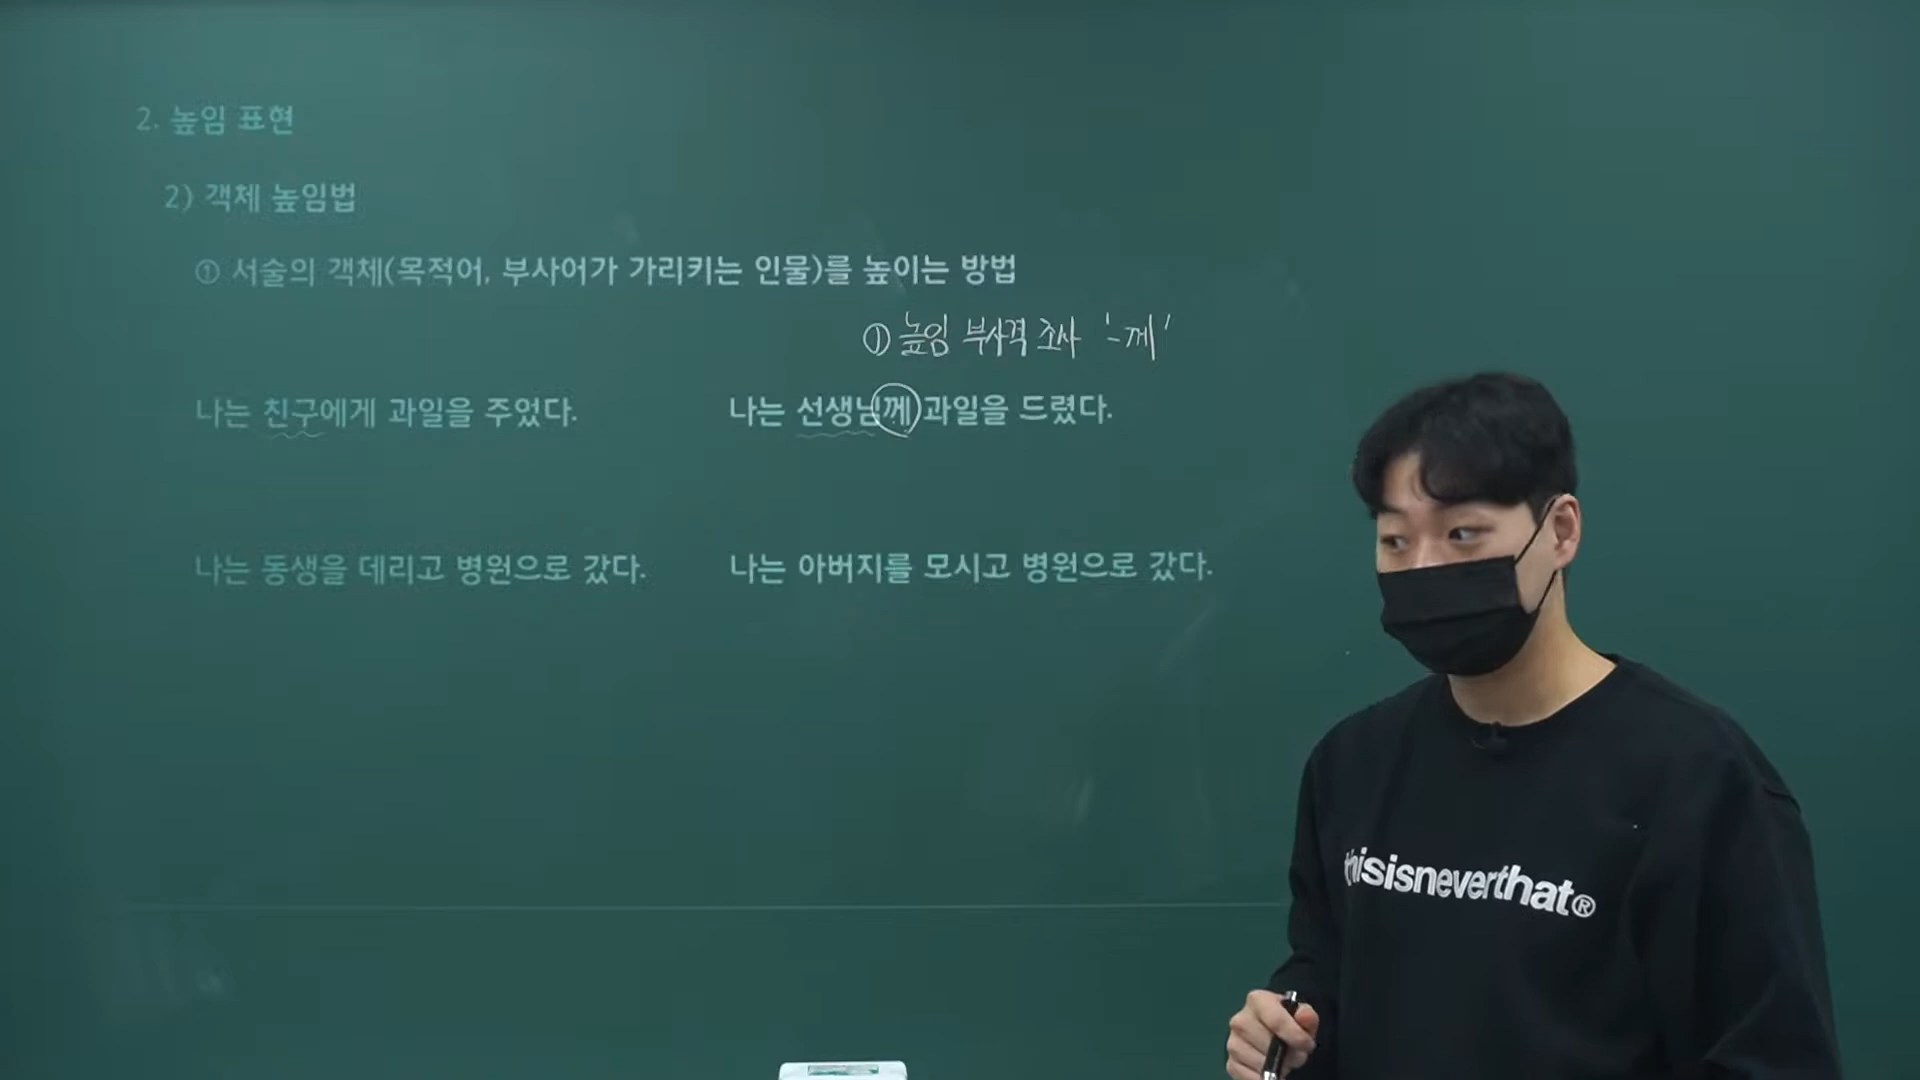 2. 높임 표현
2) 객체 높임법
① 서술의 객체(목적어, 부사어가 가리키는 인물)를 높이는 방법
① 높임 부사격 조사 '-께'
나는 친구에게 과일을 주었다. 나는 선생님께 과일을 드렸다.
나는 동생을 데리고 병원으로 갔다. 나는 아버지를 모시고 병원으로 갔다.
thisisneverthat®